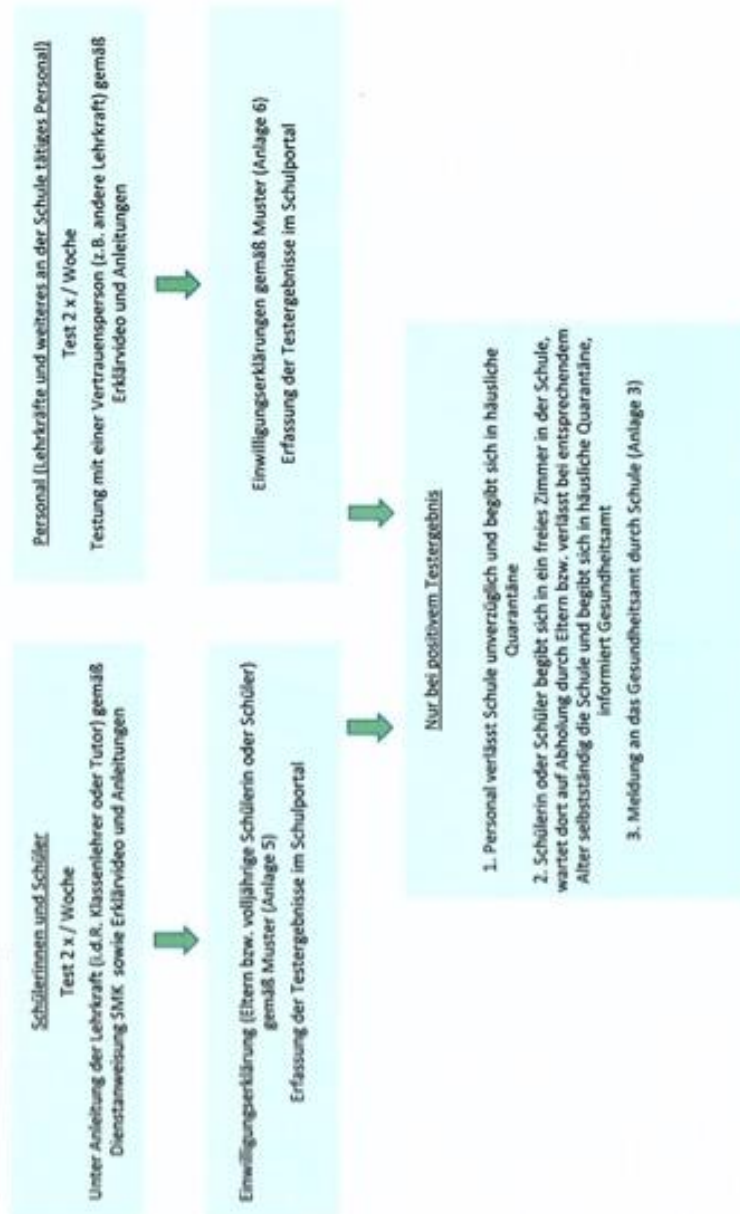 Schülerinnen und Schüler
Test 2 x / Woche
Unter Anleitung der Lehrkraft (i.d.R. Klassenlehrer oder Tutor) gemäß
Dienstanweisung SMK sowie Erklärvideo und Anleitungen
Personal (Lehrkräfte und weiteres an der Schule tätiges Personal)
Test 2 x / Woche
Testung mit einer Vertrauensperson (z.B. andere Lehrkraft) gemäß
Erklärvideo und Anleitungen
Einwilligungserklärung (Eltern bzw. volljährige Schülerin oder Schüler)
gemäß Muster (Anlage 5)
Erfassung der Testergebnisse im Schulportal
Einwilligungserklärungen gemäß Muster (Anlage 6)
Erfassung der Testergebnisse im Schulportal
Nur bei positivem Testergebnis
1. Personal verlässt Schule unverzüglich und begibt sich in häusliche
Quarantäne
2. Schülerin oder Schüler begibt sich in ein freies Zimmer in der Schule,
wartet dort auf Abholung durch Eltern bzw. verlässt bei entsprechendem
Alter selbstständig die Schule und begibt sich in häusliche Quarantäne,
informiert Gesundheitsamt
3. Meldung an das Gesundheitsamt durch Schule (Anlage 3)